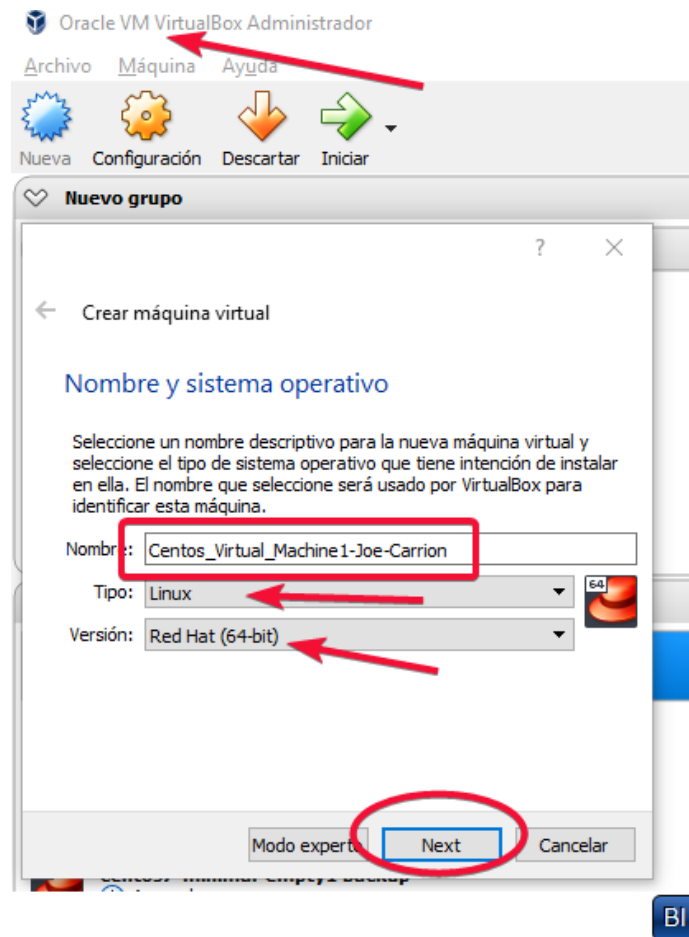 Oracle VM VirtualBox Administrador
Archivo Máquina Ayuda
Nueva Configuración Descartar Iniciar
Nuevo grupo
?
Crear máquina virtual
Nombre y sistema operativo
Seleccione un nombre descriptivo para la nueva máquina virtual y
seleccione el tipo de sistema operativo que tiene intención de instalar
en ella. El nombre que seleccione será usado por VirtualBox para
identificar esta máquina.
Nombre: Centos_Virtual_Machine1-Joe-Carrion
Tipo: Linux
64
Versión: Red Hat (64-bit)
Modo experto Next Cancelar
BI